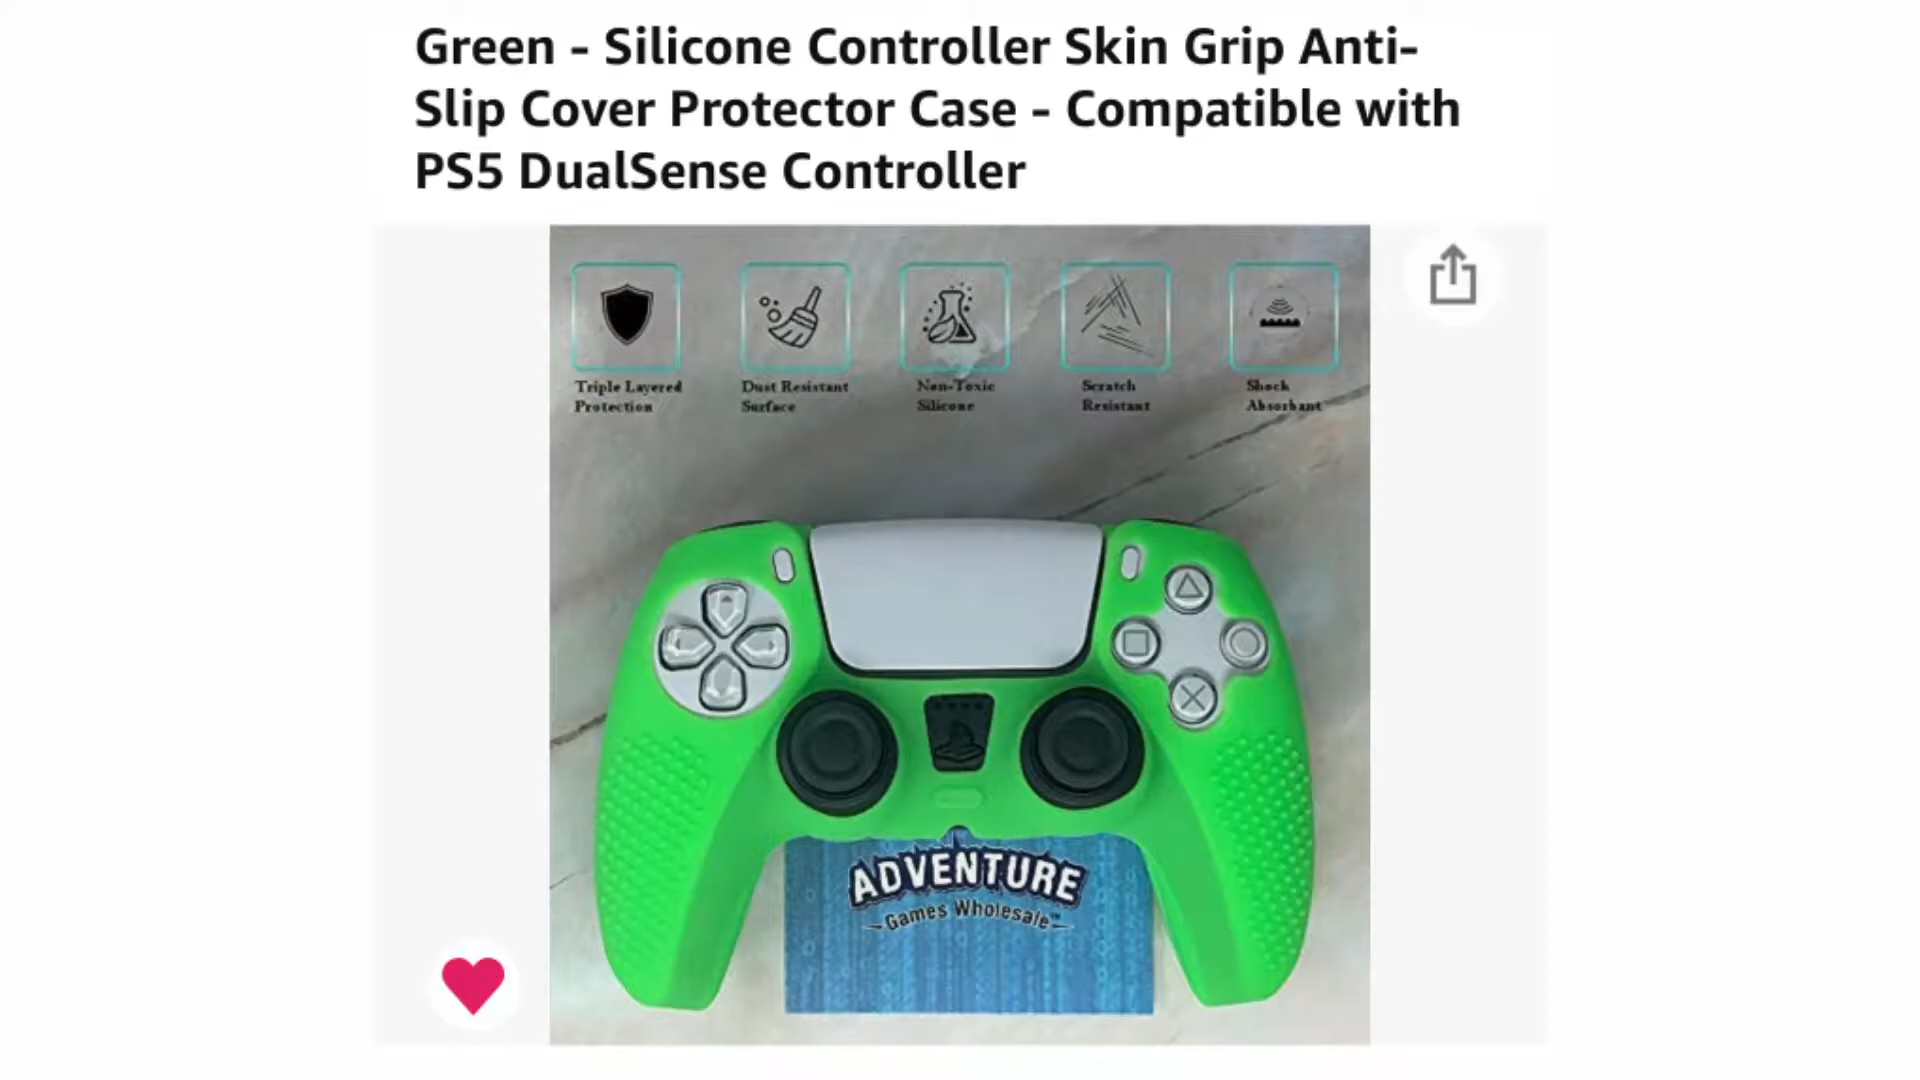 Green - Silicone Controller Skin Grip Anti-
Slip Cover Protector Case - Compatible with
PS5 DualSense Controller
Triple Layered
Protection
Dust Resistant
Surface
Non-Toxic
Silicone
Scratch
Resistant
Shock
Absorbant
ADVENTURE
Games Wholesale™